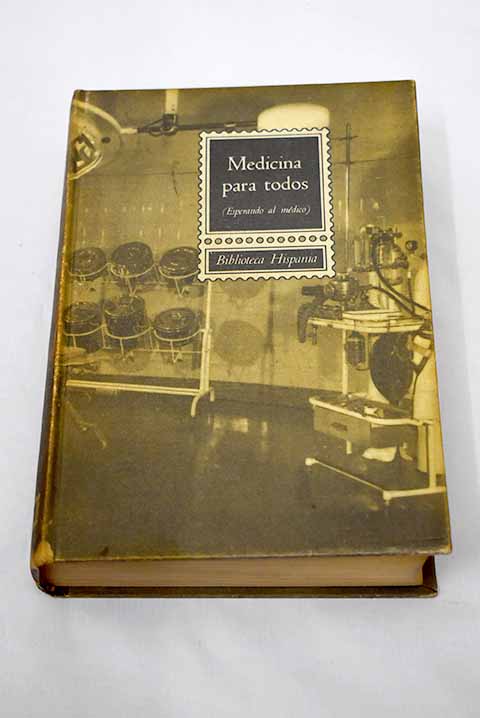 Medicina
para todos
(Esperando al médico)
Biblioteca Hispania